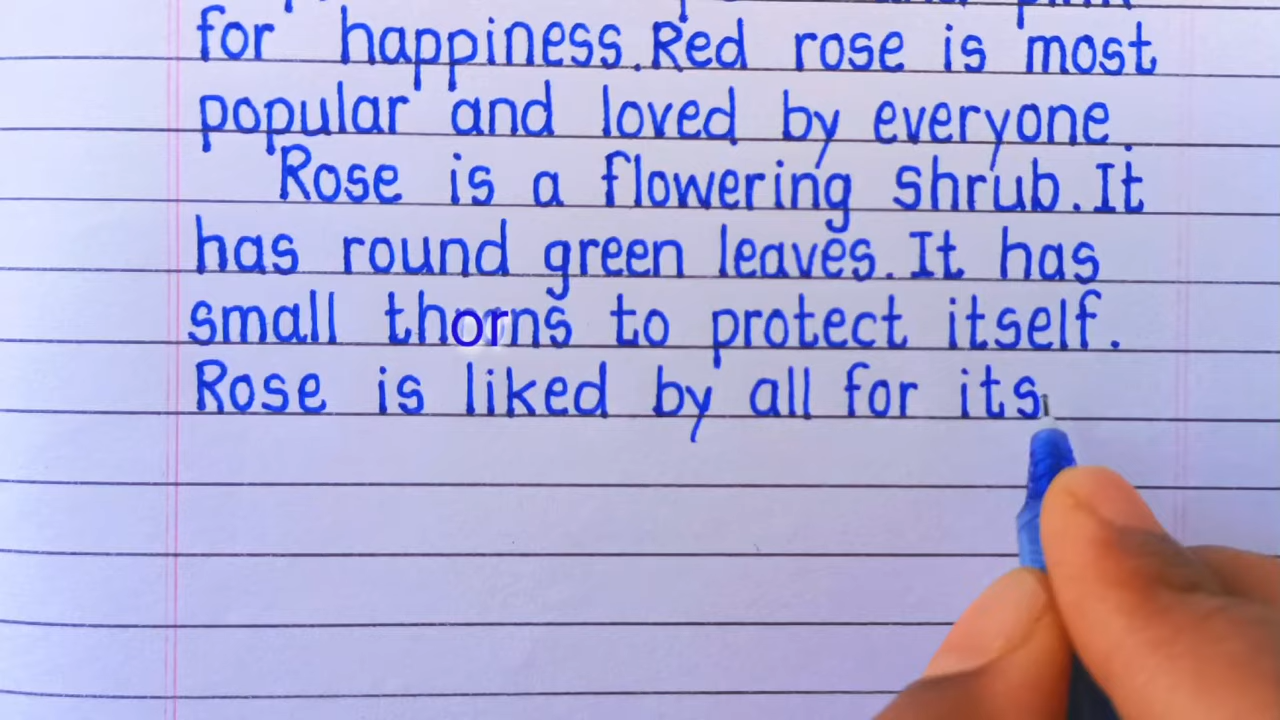 for happiness. Red rose is most
popular and loved by everyone.
Rose is a flowering shrub. It
has round green leaves. It has
small thorns to protect itself.
Rose is liked by all for its